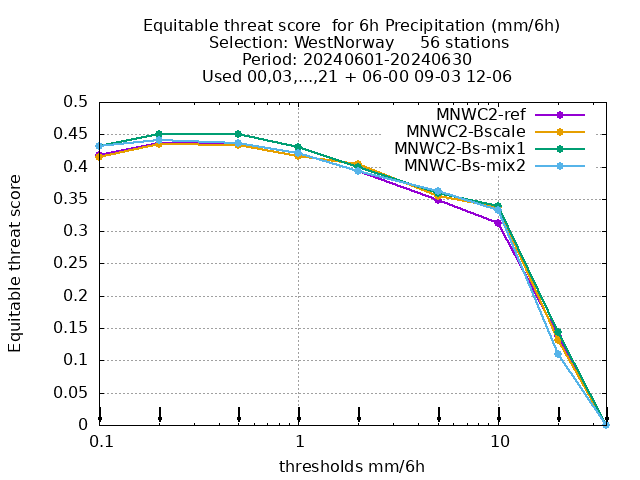 Equitable threat score  for 6h Precipitation (mm/6h)
Selection: WestNorway     56 stations
Period: 20240601-20240630
Used 00,03,...,21 + 06-00 09-03 12-06
MNWC2-ref
MNWC2-Bscale
MNWC2-Bs-mix1
MNWC-Bs-mix2
Equitable threat score
0.5
0.45
0.4
0.35
0.3
0.25
0.2
0.15
0.1
0.05
0
0.1 1 10
thresholds mm/6h